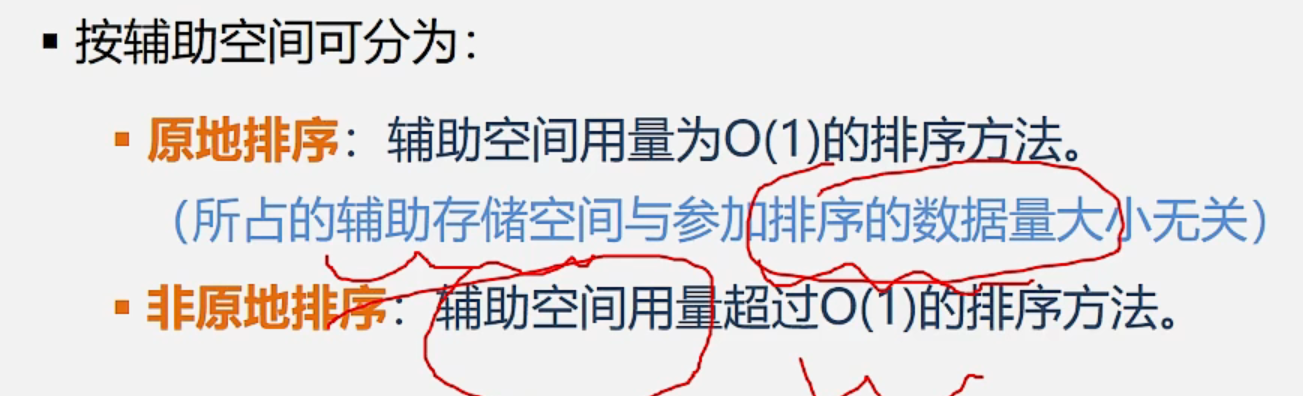 ▪ 按辅助空间可分为：
▪ 原地排序：辅助空间用量为O(1)的排序方法。
（所占的辅助存储空间与参加排序的数据量大小无关）
▪ 非原地排序：辅助空间用量超过O(1)的排序方法。